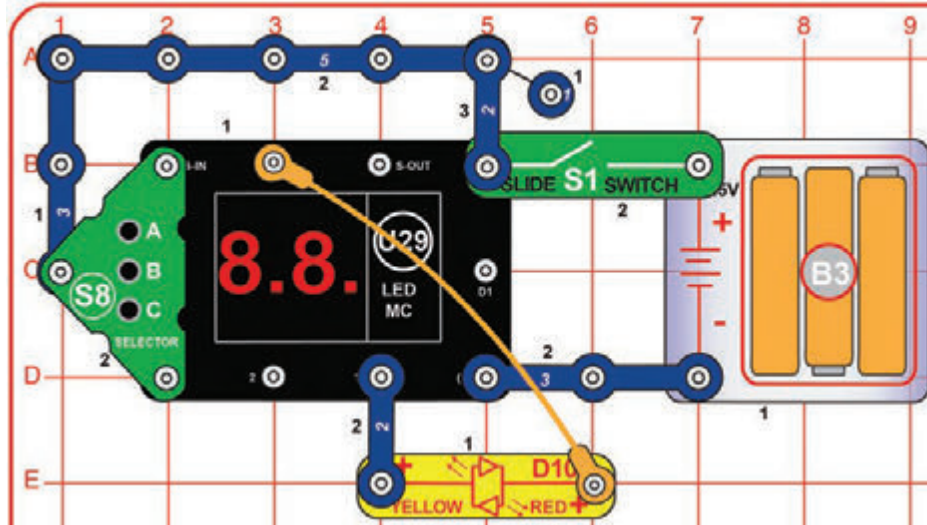 1 2 3 4 5 6 7 8 9
A
5
2
1
1
3
2
1
B
S-IN
S-OUT
SLIDE S1 SWITCH
2
1
3
A
B
C
S8
SELECTOR
2
8.8.
U29
LED
MC
D1
C
+
-
B3
D
2
2
3
1
2
2
1
E
+
D10
YELLOW
RED +